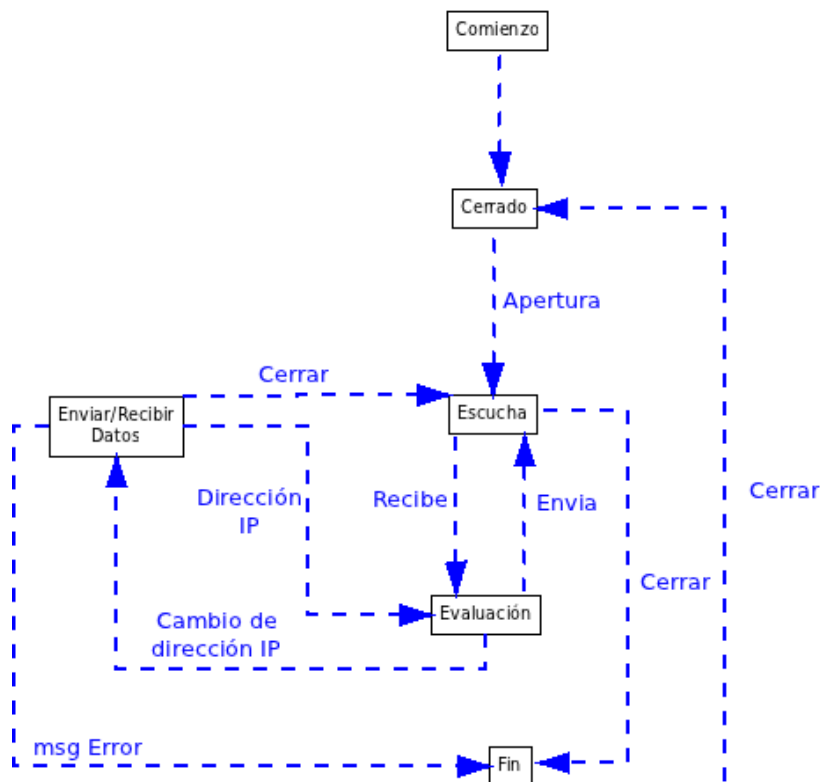 Comienzo
Cerrado
Apertura
Cerrar
Enviar/Recibir
Datos
Escucha
Dirección
IP
Recibe
Envia
Cerrar
Cerrar
Evaluación
Cambio de
dirección IP
msg Error
Fin